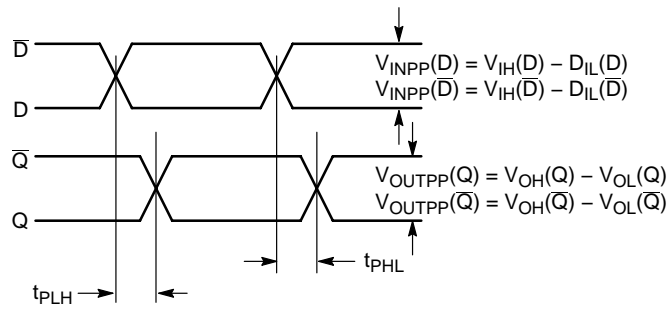 D̅
V_INPP(D) = V_IH(D) – D_IL(D)
V_INPP(D̅) = V_IH(D̅) – D_IL(D̅)
D
Q̅
V_OUTPP(Q) = V_OH(Q) – V_OL(Q)
V_OUTPP(Q̅) = V_OH(Q̅) – V_OL(Q̅)
Q
t_PHL
t_PLH